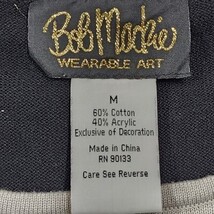 Bob Mackie
WEARABLE ART
M
60% Cotton
40% Acrylic
Exclusive of Decoration
Made in China
RN 90133
Care See Reverse